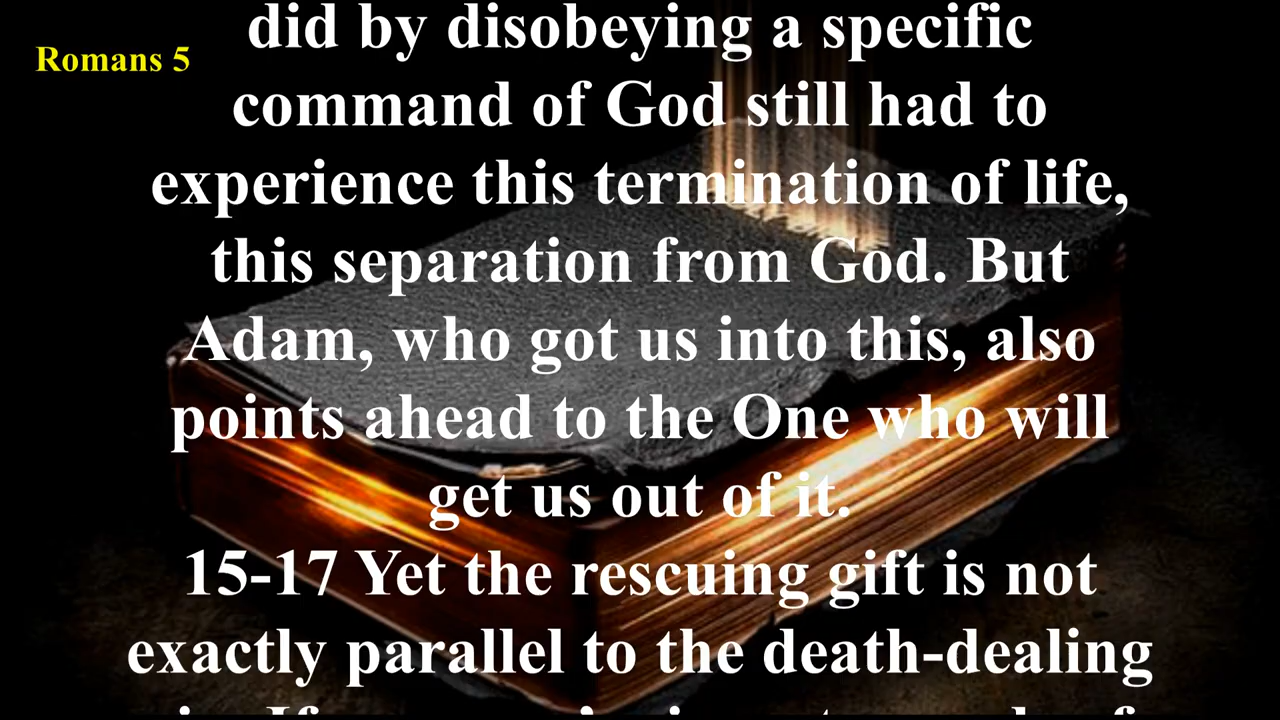 did by disobeying a specific
Romans 5
command of God still had to
experience this termination of life,
this separation from God. But
Adam, who got us into this, also
points ahead to the One who will
get us out of it.
15-17 Yet the rescuing gift is not
exactly parallel to the death-dealing